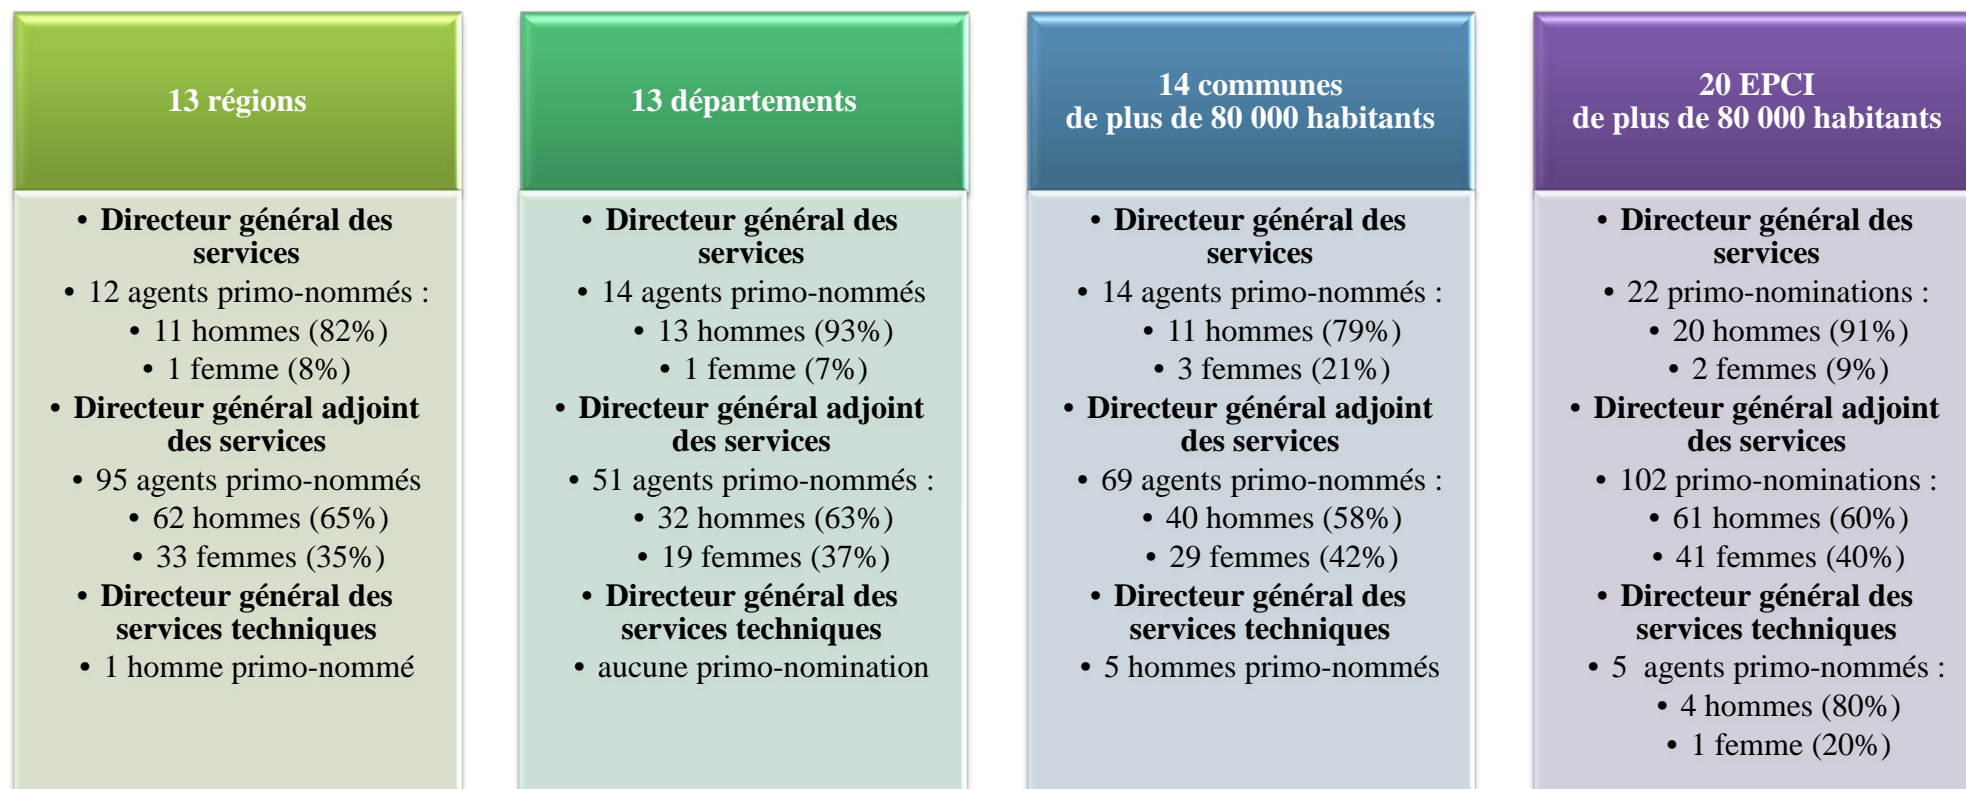 13 régions
• Directeur général des
services
• 12 agents primo-nommés :
• 11 hommes (82%)
• 1 femme (8%)
• Directeur général adjoint
des services
• 95 agents primo-nommés
• 62 hommes (65%)
• 33 femmes (35%)
• Directeur général des
services techniques
• 1 homme primo-nommé
13 départements
• Directeur général des
services
• 14 agents primo-nommés
• 13 hommes (93%)
• 1 femme (7%)
• Directeur général adjoint
des services
• 51 agents primo-nommés :
• 32 hommes (63%)
• 19 femmes (37%)
• Directeur général des
services techniques
• aucune primo-nomination
14 communes
de plus de 80 000 habitants
• Directeur général des
services
• 14 agents primo-nommés :
• 11 hommes (79%)
• 3 femmes (21%)
• Directeur général adjoint
des services
• 69 agents primo-nommés :
• 40 hommes (58%)
• 29 femmes (42%)
• Directeur général des
services techniques
• 5 hommes primo-nommés
20 EPCI
de plus de 80 000 habitants
• Directeur général des
services
• 22 primo-nominations :
• 20 hommes (91%)
• 2 femmes (9%)
• Directeur général adjoint
des services
• 102 primo-nominations :
• 61 hommes (60%)
• 41 femmes (40%)
• Directeur général des
services techniques
• 5 agents primo-nommés :
• 4 hommes (80%)
• 1 femme (20%)